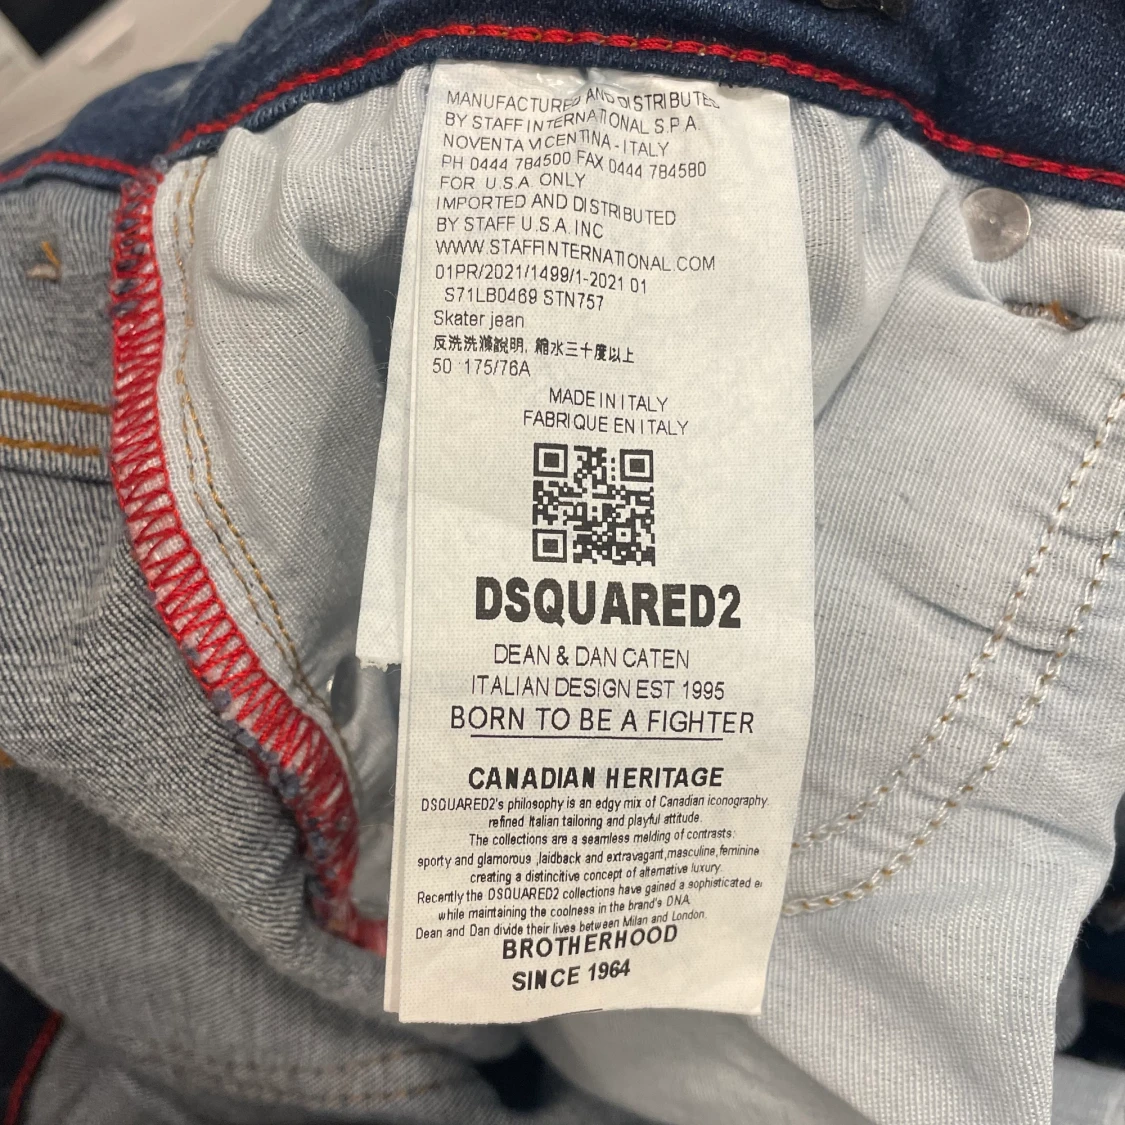 MANUFACTURED AND DISTRIBUTED
BY STAFF INTERNATIONAL S.P.A.
NOVENTA VICENTINA - ITALY
PH 0444 784500 FAX 0444 784580
FOR U.S.A. ONLY
IMPORTED AND DISTRIBUTED
BY STAFF U.S.A. INC
WWW.STAFFINTERNATIONAL.COM
01PR/2021/1499/1-2021 01
S71LB0469 STN757
Skater jean
反洗洗滌說明, 縮水三十度以上
50 175/76A
MADE IN ITALY
FABRIQUE EN ITALY
DSQUARED2
DEAN & DAN CATEN
ITALIAN DESIGN EST 1995
BORN TO BE A FIGHTER
CANADIAN HERITAGE
DSQUARED2's philosophy is an edgy mix of Canadian iconography.
refined Italian tailoring and playful attitude.
The collections are a seamless melding of contrasts:
sporty and glamorous ,laidback and extravagant,masculine,feminine
creating a distincitive concept of alternative luxury.
Recently the DSQUARED2 collections have gained a sophisticated
while maintaining the coolness in the brand's DNA.
Dean and Dan divide their lives between Milan and London.
BROTHERHOOD
SINCE 1964